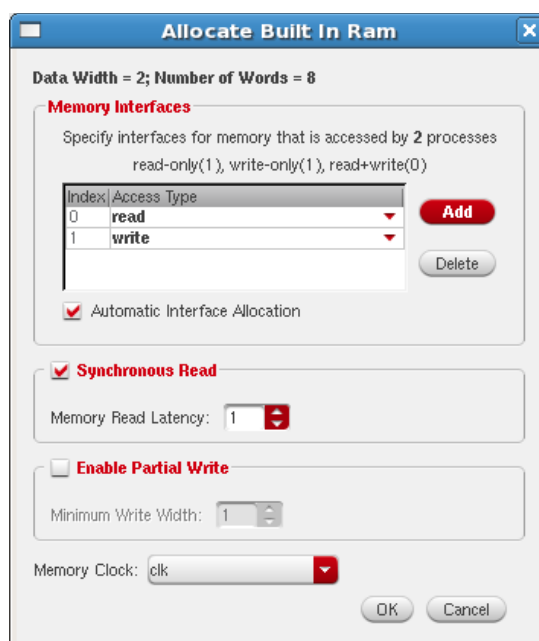 Allocate Built In Ram
Data Width = 2; Number of Words = 8
Memory Interfaces
Specify interfaces for memory that is accessed by 2 processes
read-only(1), write-only(1), read+write(0)
Index Access Type
0 read
1 write
Add
Delete
Automatic Interface Allocation
Synchronous Read
Memory Read Latency: 1
Enable Partial Write
Minimum Write Width: 1
Memory Clock: clk
OK Cancel